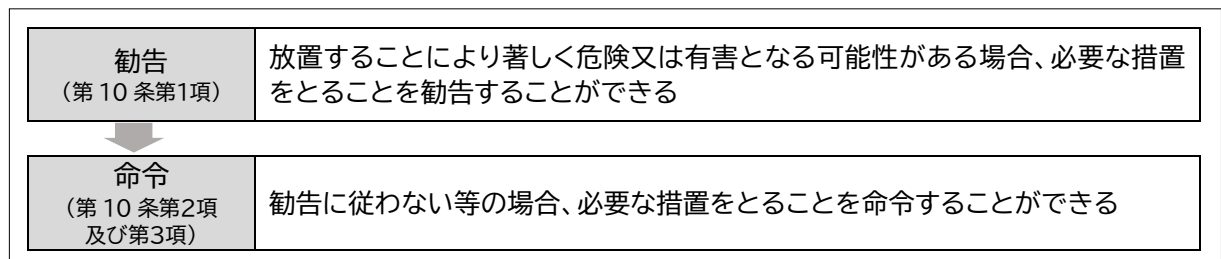 勧告
（第 10 条第1項）
放置することにより著しく危険又は有害となる可能性がある場合、必要な措置
をとることを勧告することができる
命令
（第 10 条第2項
及び第3項）
勧告に従わない等の場合、必要な措置をとることを命令することができる